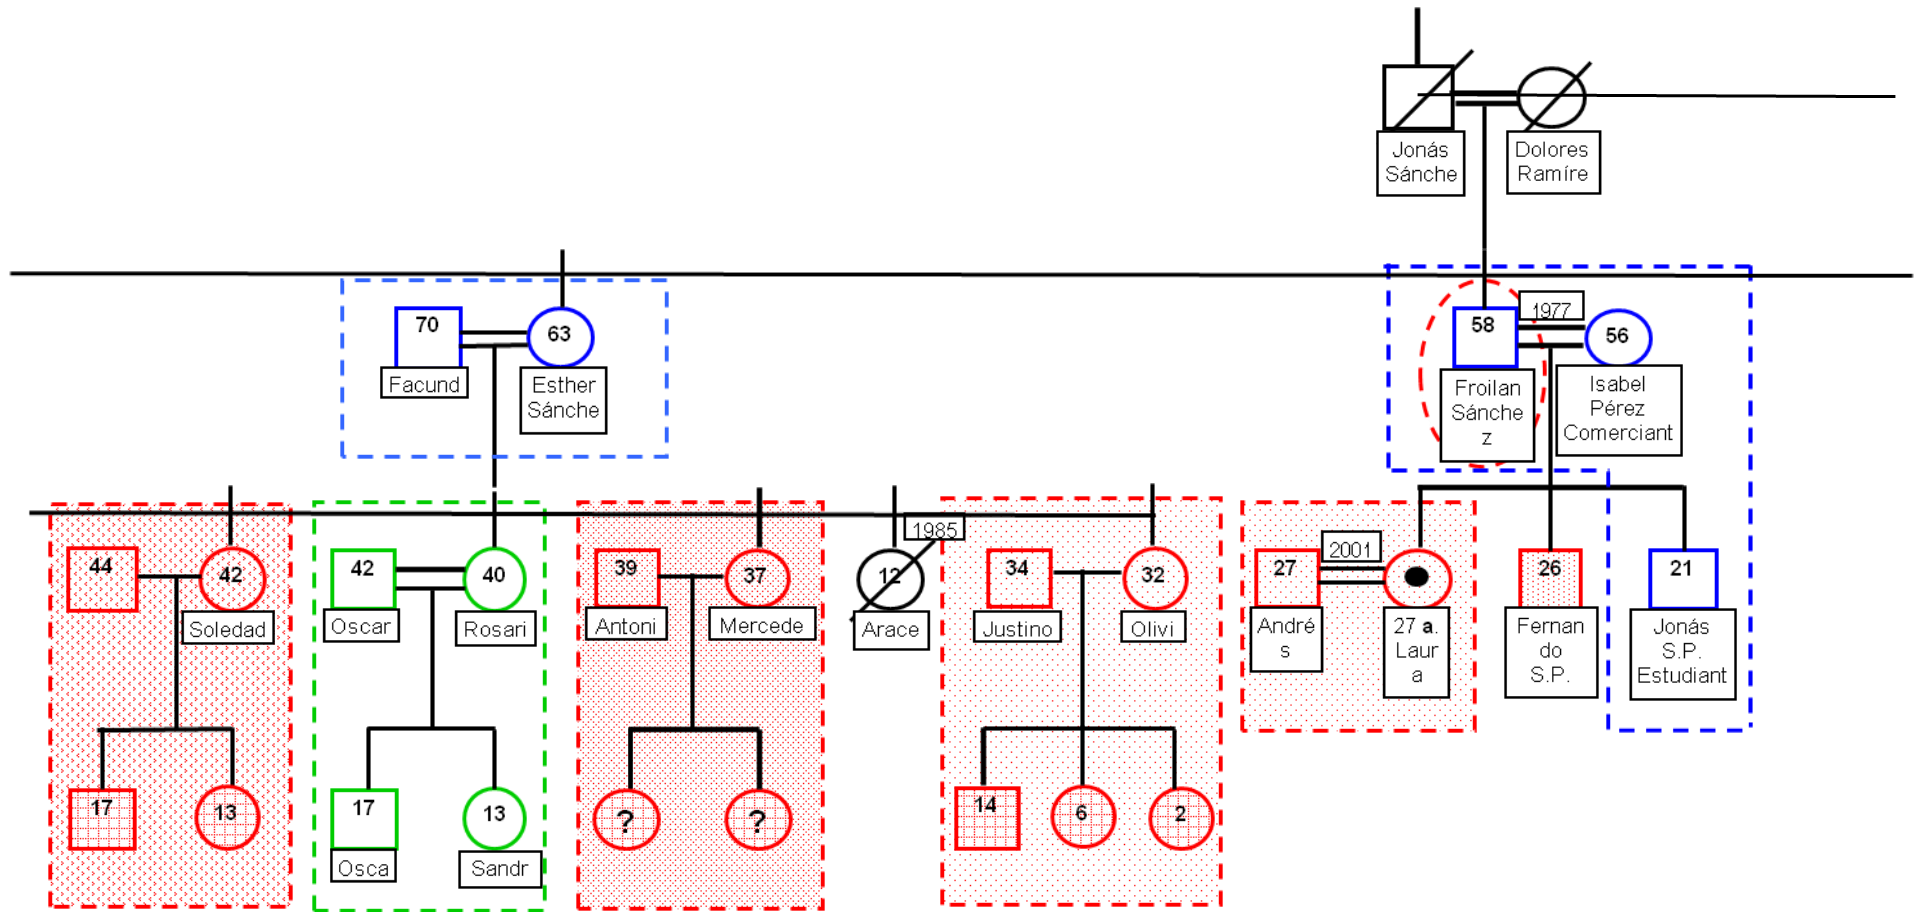 Jonás
Sánche
Dolores
Ramíre
70
Facund
63
Esther
Sánche
58
Froilan
Sánche
z
1977
56
Isabel
Pérez
Comerciant
44
42
Soledad
42
Oscar
40
Rosari
39
Antoni
37
Mercede
1985
12
Arace
34
Justino
32
Olivi
27
André
s
2001
27 a.
Laur
a
26
Fernan
do
S.P.
21
Jonás
S.P.
Estudiant
17
13
17
Osca
13
Sandr
?
?
14
6
2